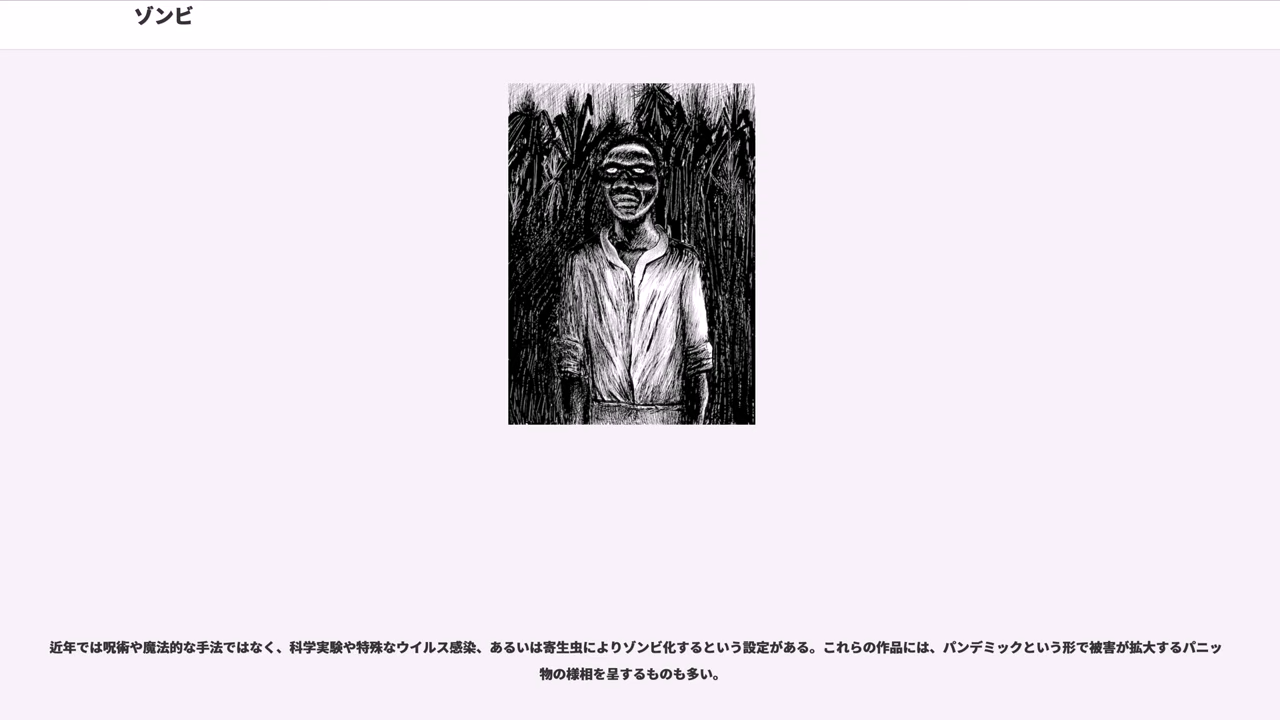 ゾンビ
近年では呪術や魔法的な手法ではなく、科学実験や特殊なウイルス感染、あるいは寄生虫によりゾンビ化するという設定がある。これらの作品には、パンデミックという形で被害が拡大するパニッ
物の様相を呈するものも多い。